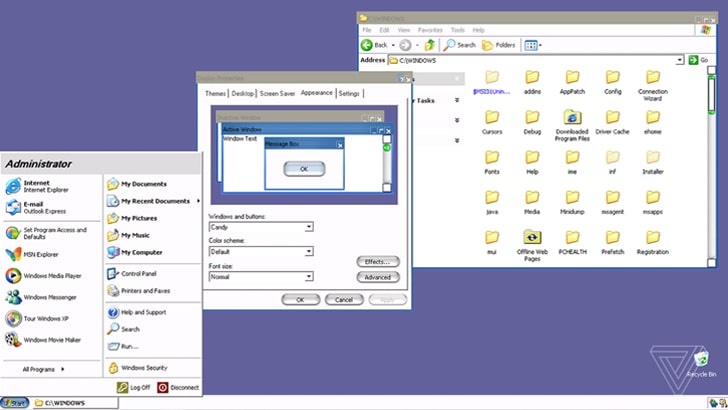 C:\WINDOWS
File Edit View Favorites Tools Help
Back Search Folders
Address C:\WINDOWS Go
r Tasks
$MSI31Unin... addins AppPatch Config Connection Wizard
Cursors Debug Downloaded Program Files Driver Cache ehome
Fonts Help ime inf Installer
java Media Minidump msagent msapps
mui Offline Web Pages PCHEALTH Prefetch Registration
Display Properties
Themes Desktop Screen Saver Appearance Settings
Inactive Window
Active Window
Window Text
Message Box
OK
Windows and buttons:
Candy
Color scheme:
Default
Font size:
Normal
Effects...
Advanced
OK Cancel Apply
Administrator
Internet
Internet Explorer
E-mail
Outlook Express
Set Program Access and
Defaults
MSN Explorer
Windows Media Player
Windows Messenger
Tour Windows XP
Windows Movie Maker
All Programs
My Documents
My Recent Documents
My Pictures
My Music
My Computer
Control Panel
Printers and Faxes
Help and Support
Search
Run...
Windows Security
Log Off Disconnect
Recycle Bin
Start C:\WINDOWS